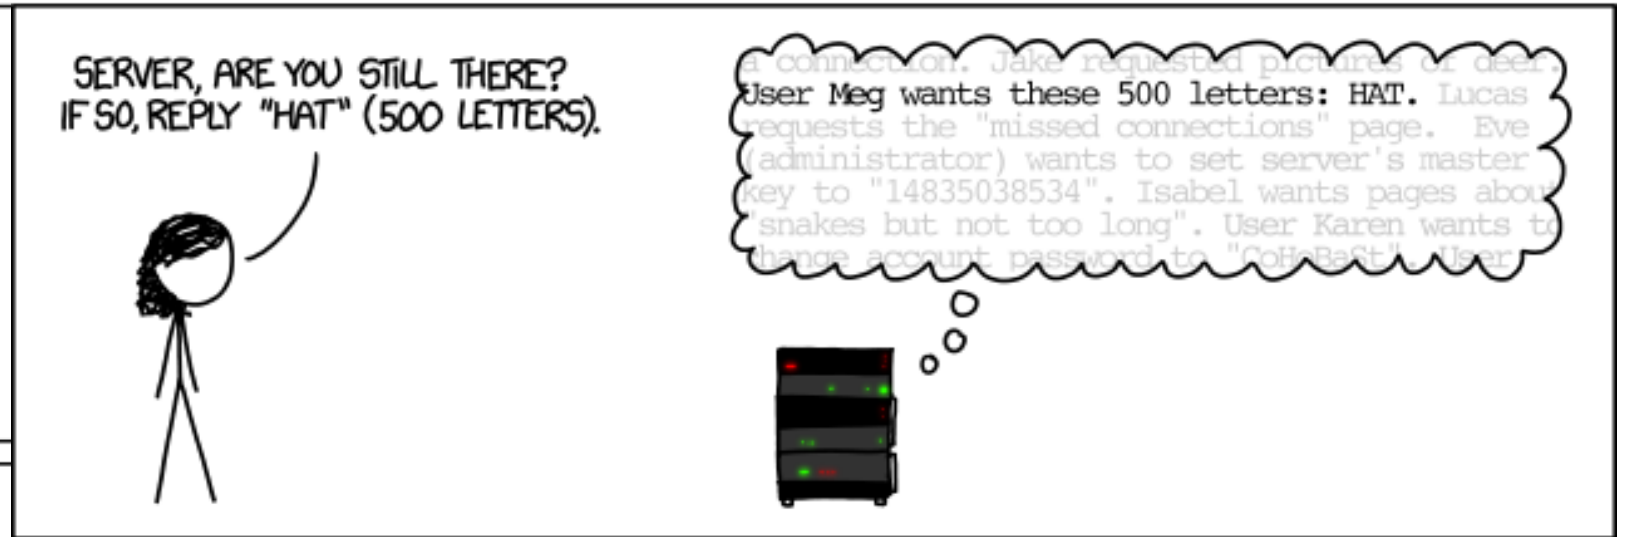 SERVER, ARE YOU STILL THERE?
IF SO, REPLY "HAT" (500 LETTERS).
a connection. Jake requested pictures of deer.
User Meg wants these 500 letters: HAT. Lucas
requests the "missed connections" page. Eve
(administrator) wants to set server's master
key to "14835038534". Isabel wants pages about
"snakes but not too long". User Karen wants to
change account password to "CoHoBaSt". User